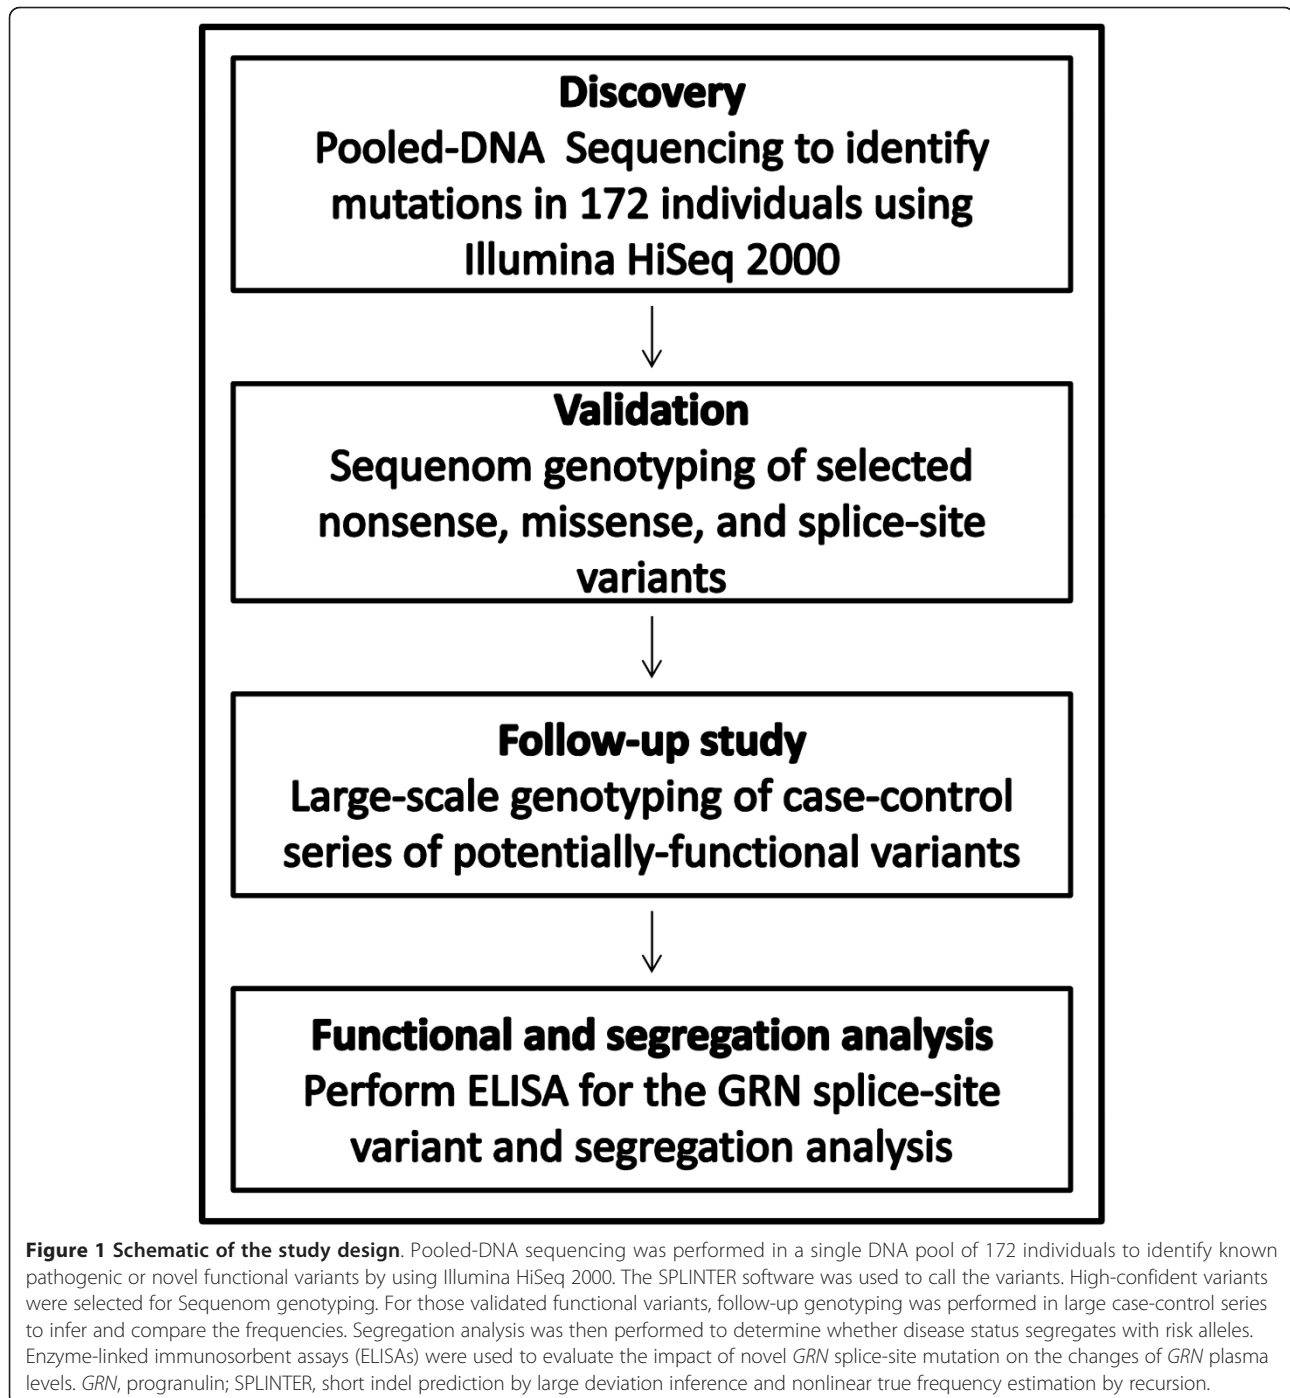 Discovery
Pooled-DNA Sequencing to identify
mutations in 172 individuals using
Illumina HiSeq 2000
Validation
Sequenom genotyping of selected
nonsense, missense, and splice-site
variants
Follow-up study
Large-scale genotyping of case-control
series of potentially-functional variants
Functional and segregation analysis
Perform ELISA for the GRN splice-site
variant and segregation analysis
Figure 1 Schematic of the study design. Pooled-DNA sequencing was performed in a single DNA pool of 172 individuals to identify known
pathogenic or novel functional variants by using Illumina HiSeq 2000. The SPLINTER software was used to call the variants. High-confident variants
were selected for Sequenom genotyping. For those validated functional variants, follow-up genotyping was performed in large case-control series
to infer and compare the frequencies. Segregation analysis was then performed to determine whether disease status segregates with risk alleles.
Enzyme-linked immunosorbent assays (ELISAs) were used to evaluate the impact of novel GRN splice-site mutation on the changes of GRN plasma
levels. GRN, progranulin; SPLINTER, short indel prediction by large deviation inference and nonlinear true frequency estimation by recursion.